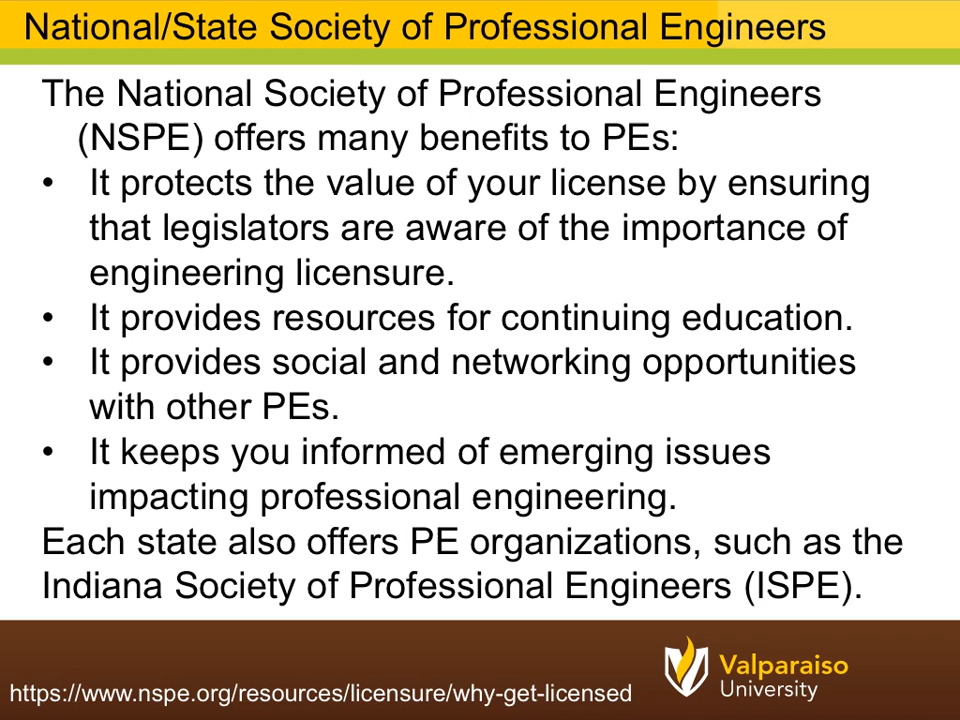 National/State Society of Professional Engineers
The National Society of Professional Engineers
(NSPE) offers many benefits to PEs:
• It protects the value of your license by ensuring
that legislators are aware of the importance of
engineering licensure.
• It provides resources for continuing education.
• It provides social and networking opportunities
with other PEs.
• It keeps you informed of emerging issues
impacting professional engineering.
Each state also offers PE organizations, such as the
Indiana Society of Professional Engineers (ISPE).
Valparaiso
University
https://www.nspe.org/resources/licensure/why-get-licensed